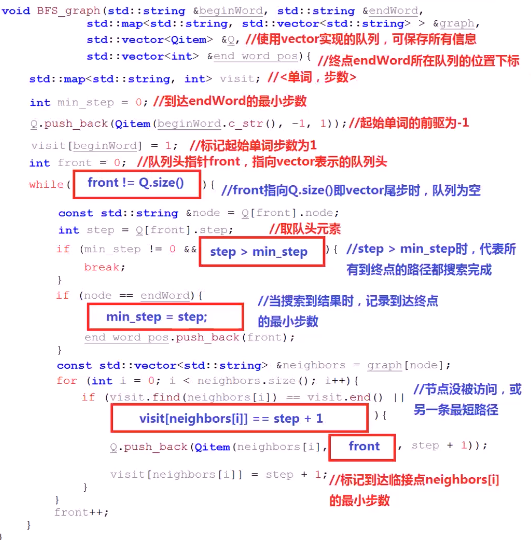 void BFS_graph(std::string &beginWord, std::string &endWord,
std::map<std::string, std::vector<std::string> > &graph,
std::vector<Qitem> &Q, //使用vector实现的队列，可保存所有信息
std::vector<int> &end_word_pos){ //终点endWord所在队列的位置下标
std::map<std::string, int> visit; //<单词，步数>
int min_step = 0; //到达endWord的最小步数
Q.push_back(Qitem(beginWord.c_str(), -1, 1)); //起始单词的前驱为-1
visit[beginWord] = 1; //标记起始单词步数为1
int front = 0; //队列头指针front，指向vector表示的队列头
while( front != Q.size() ){ //front指向Q.size()即vector尾步时，队列为空
const std::string &node = Q[front].node;
int step = Q[front].step; //取队头元素
if (min_step != 0 && step > min_step ){ //step > min_step时，代表所
有到终点的路径都搜索完成
break;
}
if (node == endWord){ //当搜索到结果时，记录到达终点
min_step = step; 的最小步数
end_word_pos.push_back(front);
}
const std::vector<std::string> &neighbors = graph[node];
for (int i = 0; i < neighbors.size(); i++){ //节点没被访问，或
if (visit.find(neighbors[i]) == visit.end() || 另一条最短路径
visit[neighbors[i]] == step + 1 ){
Q.push_back(Qitem(neighbors[i], front , step + 1));
visit[neighbors[i]] = step + 1; //标记到达临接点neighbors[i]
} 的最小步数
}
front++;
}
}